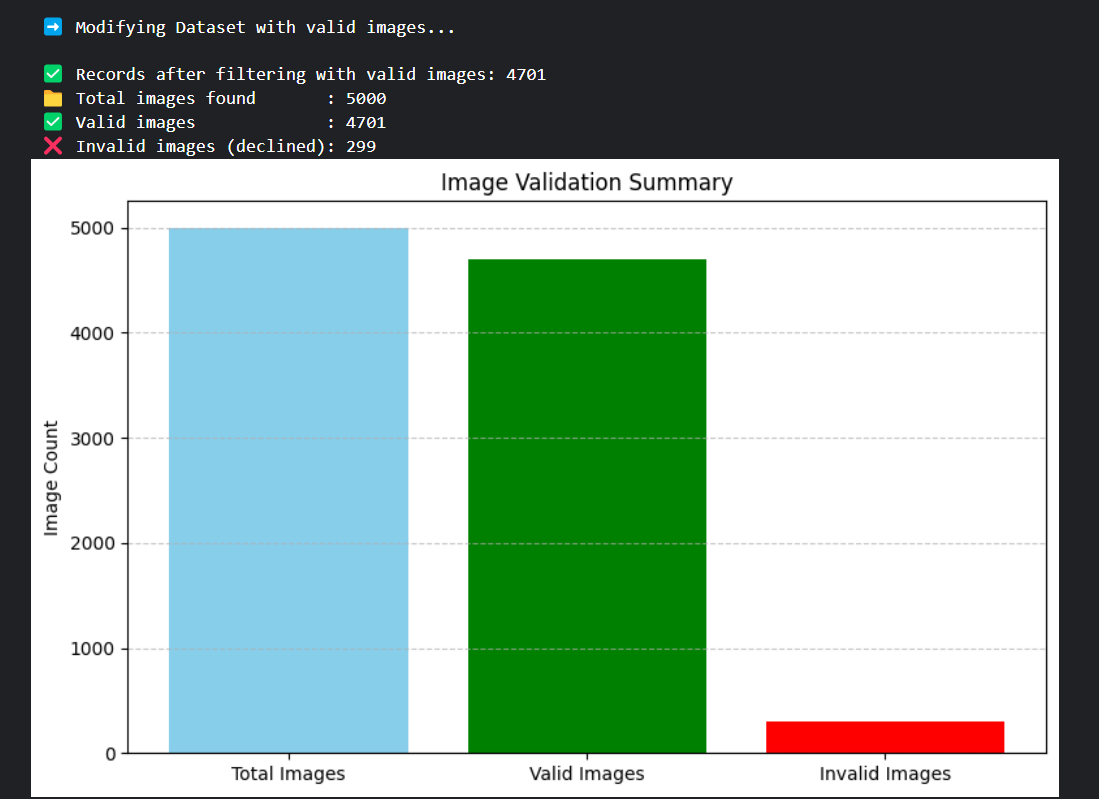 ➡️ Modifying Dataset with valid images...
✅ Records after filtering with valid images: 4701
📁 Total images found       : 5000
✅ Valid images             : 4701
❌ Invalid images (declined): 299
Image Validation Summary
5000
4000
3000
2000
1000
0
Image Count
Total Images Valid Images Invalid Images